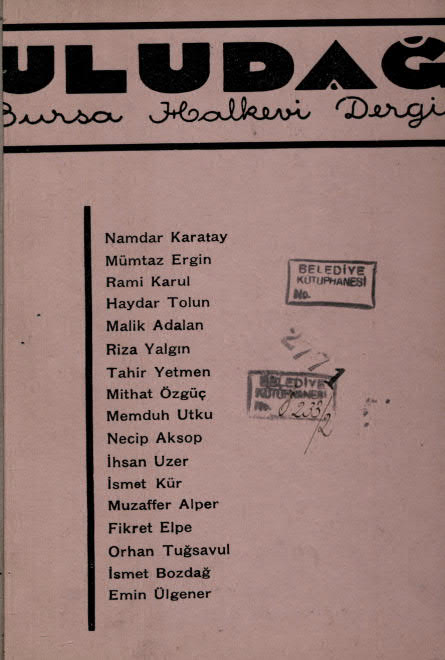 ULUDAĞ
Bursa Halkevi Dergi
Namdar Karatay
Mümtaz Ergin
Rami Karul
Haydar Tolun
Malik Adalan
Riza Yalgın
Tahir Yetmen
Mithat Özgüç
Memduh Utku
Necip Aksop
İhsan Uzer
İsmet Kür
Muzaffer Alper
Fikret Elpe
Orhan Tuğsavul
İsmet Bozdağ
Emin Ülgener
BELEDİYE
KÜTÜPHANESİ
No.
BELEDİYE
KÜTÜPHANESİ
No.